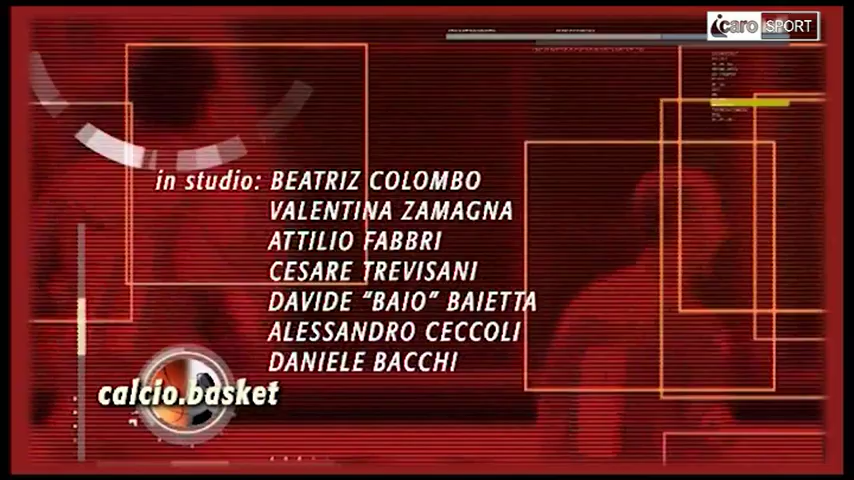 icaro SPORT
in studio: BEATRIZ COLOMBO
VALENTINA ZAMAGNA
ATTILIO FABBRI
CESARE TREVISANI
DAVIDE “BAIO” BAIETTA
ALESSANDRO CECCOLI
DANIELE BACCHI
calcio.basket